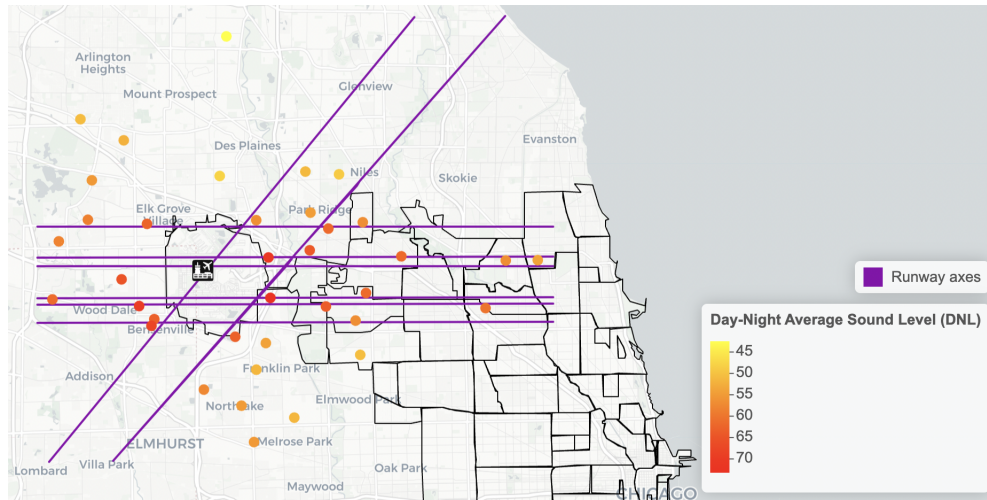 Arlington
Heights
Mount Prospect
Glenview
Des Plaines
Evanston
Niles
Skokie
Elk Grove
Village
Park Ridge
Runway axes
Wood Dale
Bensenville
Day-Night Average Sound Level (DNL)
45
50
55
60
65
70
Addison
Franklin Park
Northlake
Elmwood Park
ELMHURST
Melrose Park
Lombard
Villa Park
Oak Park
Maywood
CHICAGO